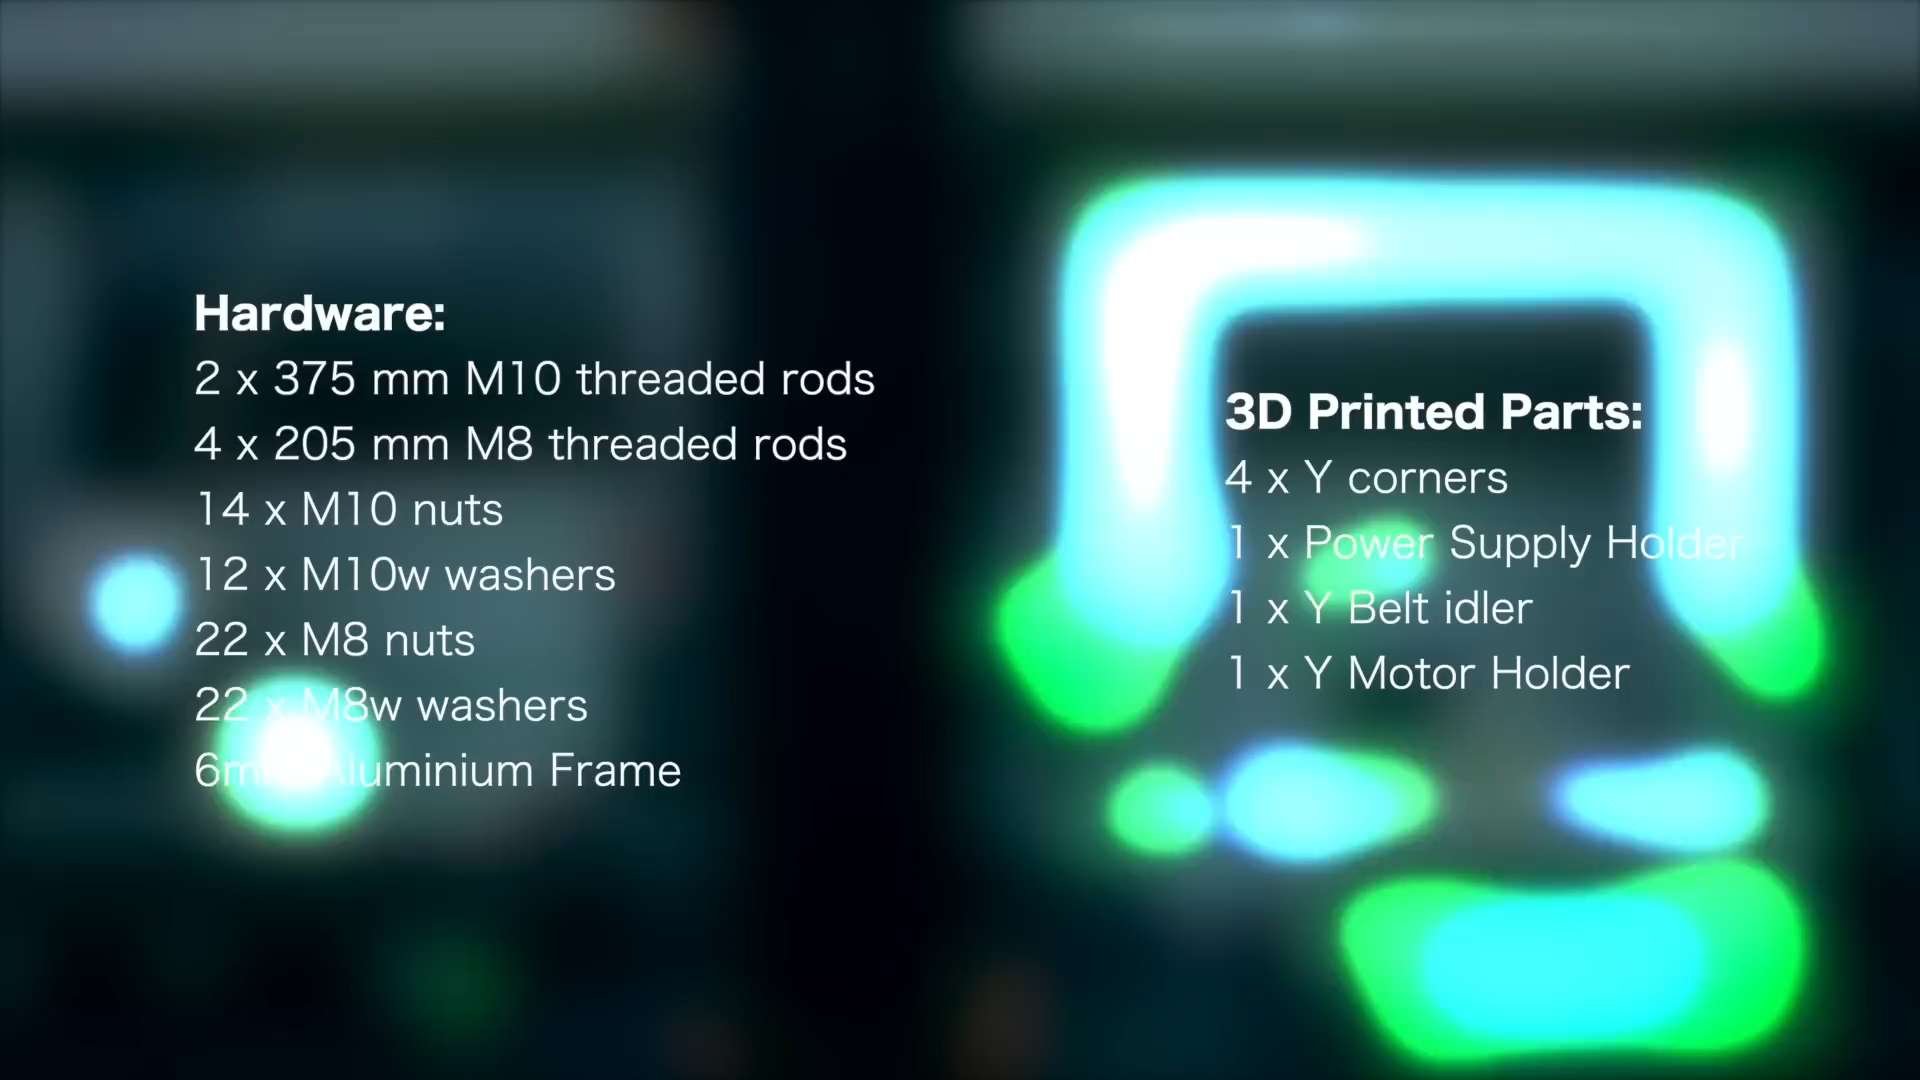 Hardware:
2 x 375 mm M10 threaded rods
4 x 205 mm M8 threaded rods
14 x M10 nuts
12 x M10w washers
22 x M8 nuts
22 x M8w washers
6mm Aluminium Frame
3D Printed Parts:
4 x Y corners
1 x Power Supply Holder
1 x Y Belt idler
1 x Y Motor Holder